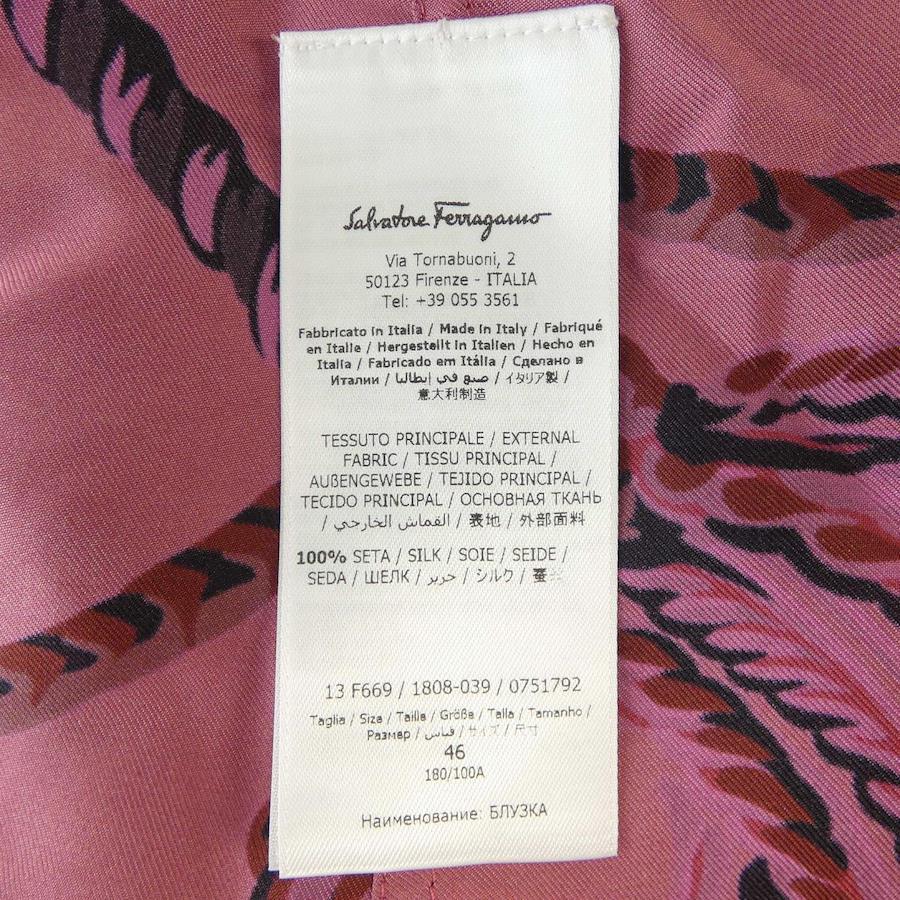 Salvatore Ferragamo
Via Tornabuoni, 2
50123 Firenze - ITALIA
Tel: +39 055 3561
Fabbricato in Italia / Made in Italy / Fabriqué
en Italie / Hergestellt in Italien / Hecho en
Italia / Fabricado em Itália / Сделано в
Италии / صنع في إيطاليا / イタリア製 /
意大利制造
TESSUTO PRINCIPALE / EXTERNAL
FABRIC / TISSU PRINCIPAL /
AUßENGEWEBE / TEJIDO PRINCIPAL /
TECIDO PRINCIPAL / ОСНОВНАЯ ТКАНЬ
/ القماش الخارجي / 表地 / 外部面料
100% SETA / SILK / SOIE / SEIDE /
SEDA / ШЕЛК / حرير / シルク /
13 F669 / 1808-039 / 0751792
Taglia / Size / Taille / Größe / Talla / Tamanho /
Размер / قياس / サイズ / 尺寸
46
180/100A
Наименование: БЛУЗКА